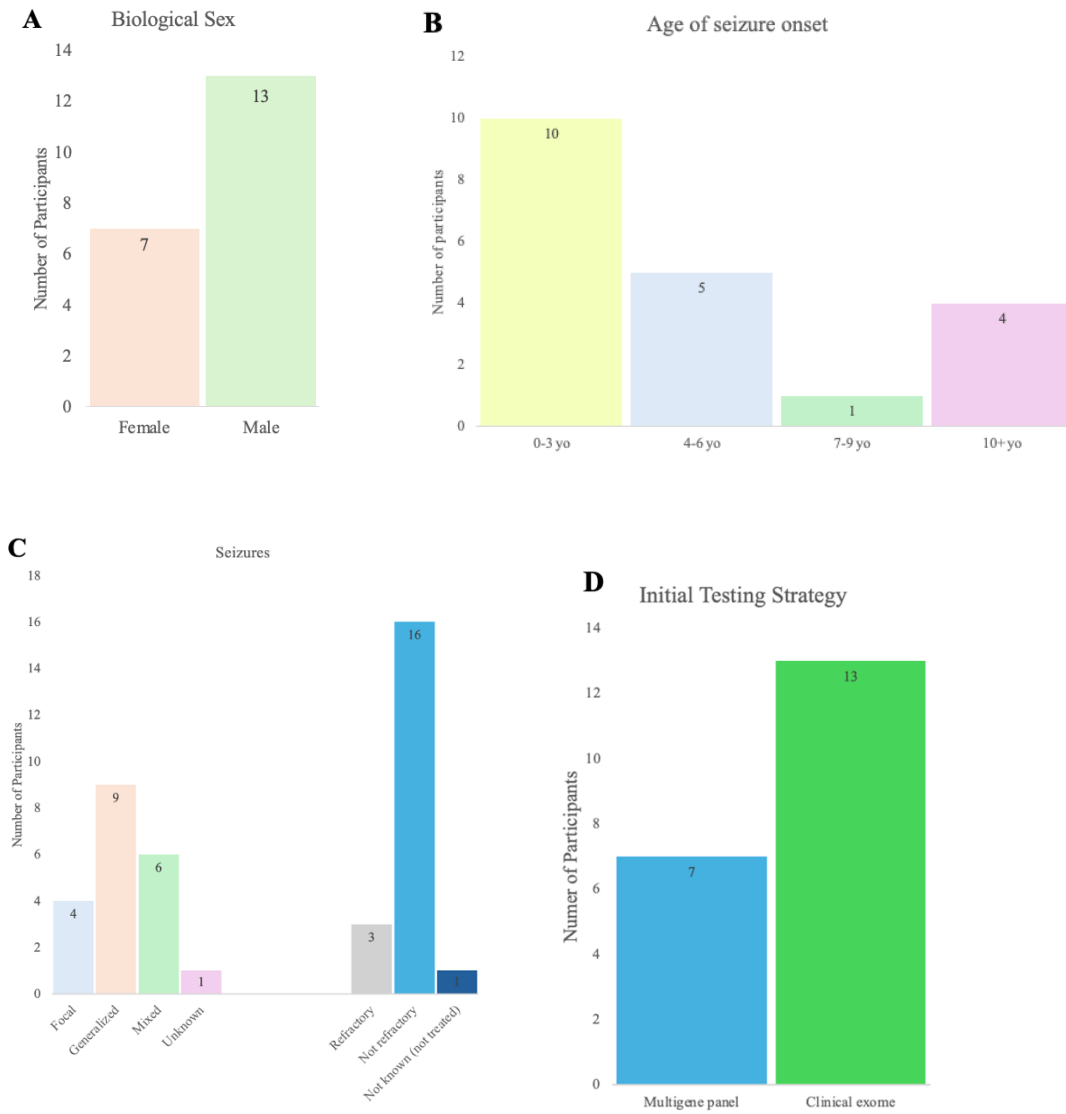 A
Biological Sex
Number of Participants
14
12
10
8
6
4
2
0
7
13
Female
Male
B
Age of seizure onset
Number of participants
12
10
8
6
4
2
0
10
5
1
4
0-3 yo
4-6 yo
7-9 yo
10+ yo
C
Seizures
Number of Participants
18
16
14
12
10
8
6
4
2
0
4
9
6
1
3
16
1
Focal
Generalized
Mixed
Unknown
Refractory
Not refractory
Not known (not treated)
D
Initial Testing Strategy
Numer of Participants
14
12
10
8
6
4
2
0
7
13
Multigene panel
Clinical exome